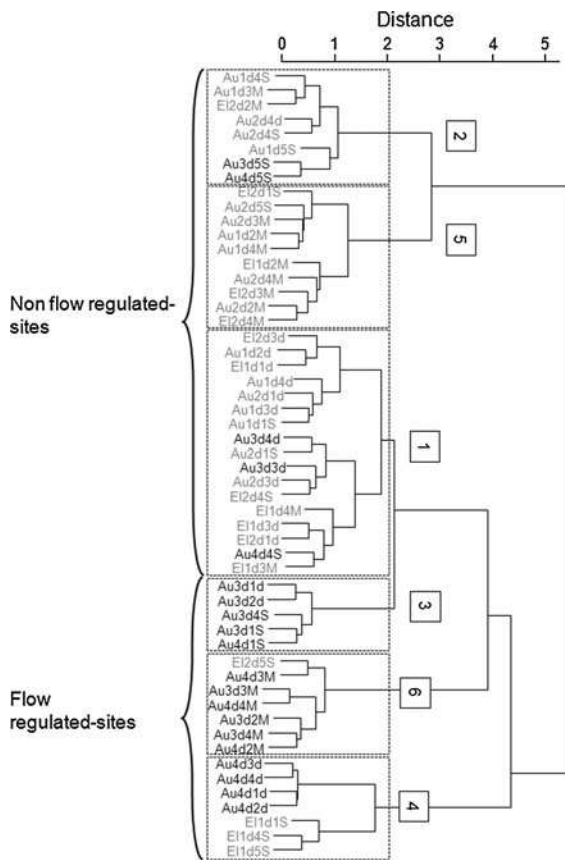 Distance
0 1 2 3 4 5
Au1d4S
Au1d3M
El2d2M
Au2d4d
Au2d4S
Au1d5S
Au3d5S
Au4d5S
2
El2d1S
Au2d5S
Au2d3M
Au1d2M
Au1d4M
El1d2M
Au2d4M
El2d3M
Au2d2M
El2d4M
5
Non flow regulated-
sites
El2d3d
Au1d2d
El1d1d
Au1d4d
Au2d1d
Au1d3d
Au1d1S
Au3d4d
Au2d1S
Au3d3d
Au2d3d
El2d4S
El1d4M
El1d3d
El2d1d
Au4d4S
El1d3M
1
Au3d1d
Au3d2d
Au3d4S
Au3d1S
Au4d1S
3
El2d5S
Au4d3M
Au3d3M
Au4d4M
Au3d2M
Au3d4M
Au4d2M
6
Flow
regulated-sites
Au4d3d
Au4d4d
Au4d1d
Au4d2d
El1d1S
El1d4S
El1d5S
4